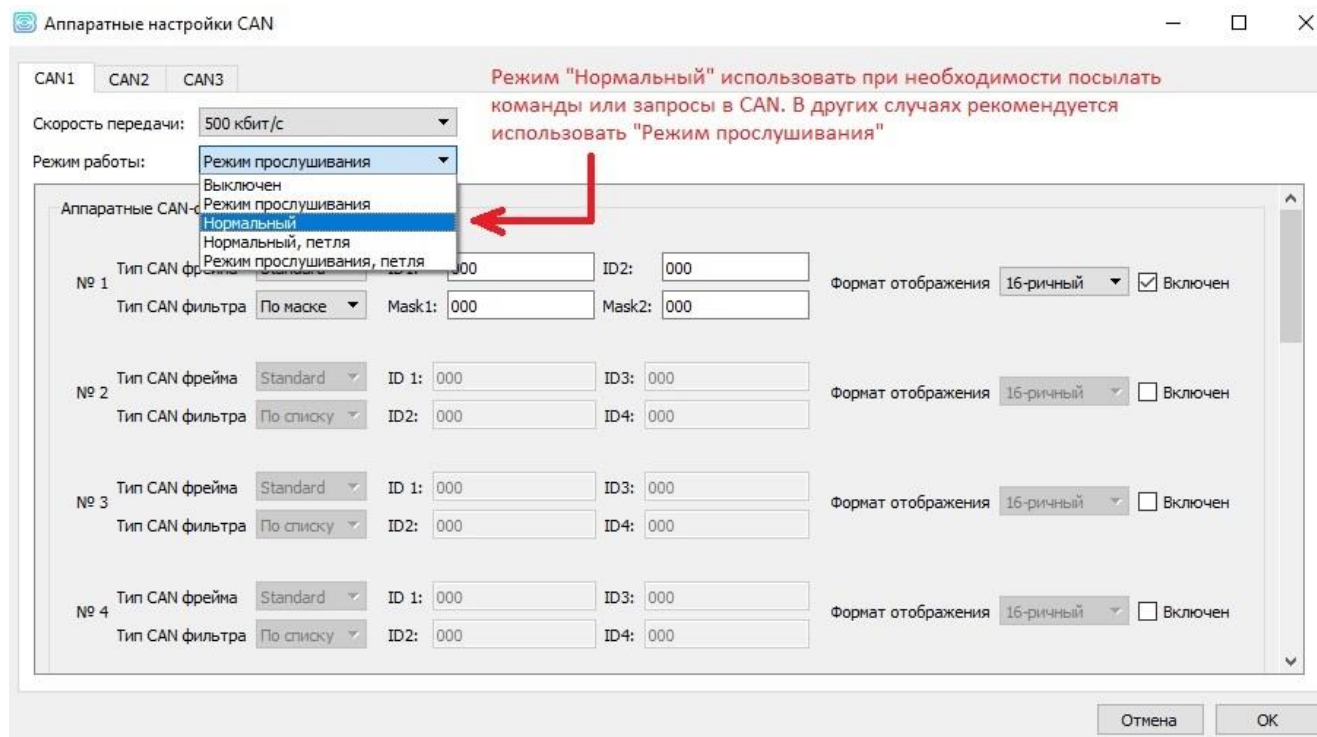 Аппаратные настройки CAN
CAN1 CAN2 CAN3
Режим "Нормальный" использовать при необходимости посылать
команды или запросы в CAN. В других случаях рекомендуется
использовать "Режим прослушивания"
Скорость передачи: 500 кбит/с
Режим работы: Режим прослушивания
Выключен
Режим прослушивания
Нормальный
Нормальный, петля
Режим прослушивания, петля
Аппаратные CAN-
№ 1
Тип CAN 000 ID2: 000
Тип CAN фильтра По маске Mask1: 000 Mask2: 000
Формат отображения 16-ричный Включен
№ 2
Тип CAN фрейма Standard ID 1: 000 ID3: 000
Тип CAN фильтра По списку ID2: 000 ID4: 000
Формат отображения 16-ричный Включен
№ 3
Тип CAN фрейма Standard ID 1: 000 ID3: 000
Тип CAN фильтра По списку ID2: 000 ID4: 000
Формат отображения 16-ричный Включен
№ 4
Тип CAN фрейма Standard ID 1: 000 ID3: 000
Тип CAN фильтра По списку ID2: 000 ID4: 000
Формат отображения 16-ричный Включен
Отмена OK